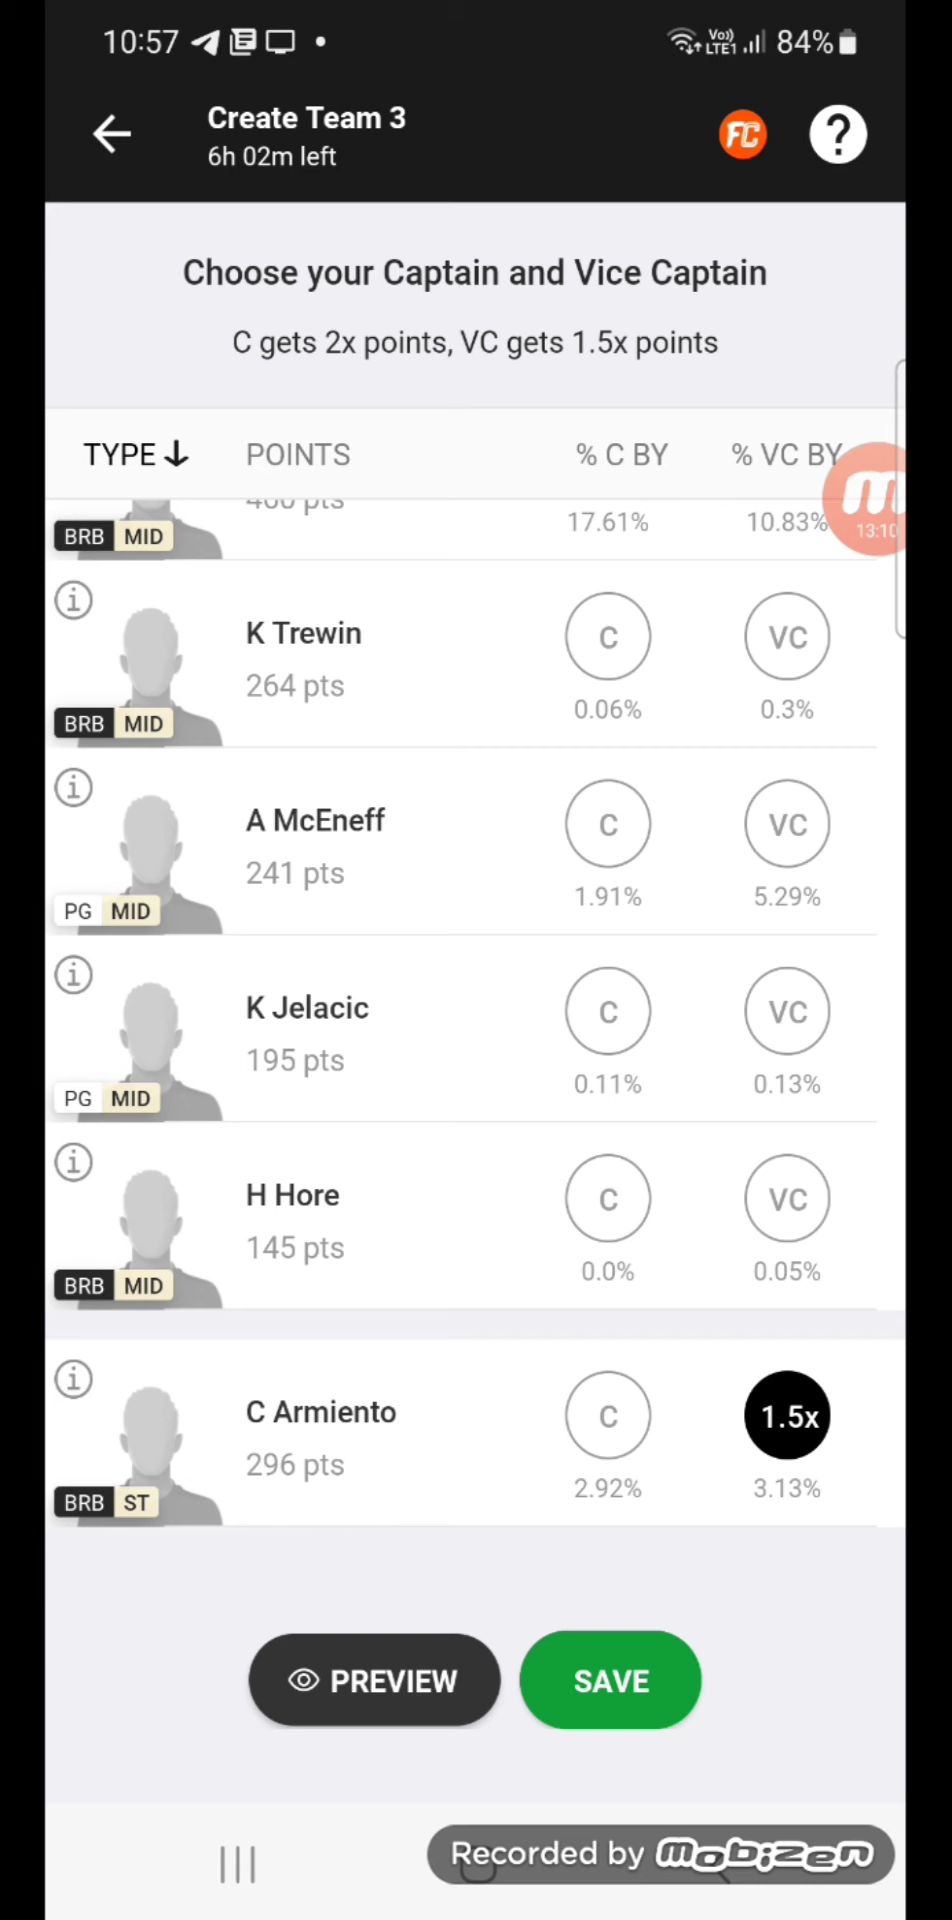 10:57
Vo)) LTE1 84%
Create Team 3
6h 02m left
FC
?
Choose your Captain and Vice Captain
C gets 2x points, VC gets 1.5x points
TYPE ↓ POINTS % C BY % VC BY
13:10
pts
17.61% 10.83%
BRB MID
K Trewin
264 pts
C VC
0.06% 0.3%
BRB MID
A McEneff
241 pts
C VC
1.91% 5.29%
PG MID
K Jelacic
195 pts
C VC
0.11% 0.13%
PG MID
H Hore
145 pts
C VC
0.0% 0.05%
BRB MID
C Armiento
296 pts
C 1.5x
2.92% 3.13%
BRB ST
PREVIEW SAVE
Recorded by mobizen